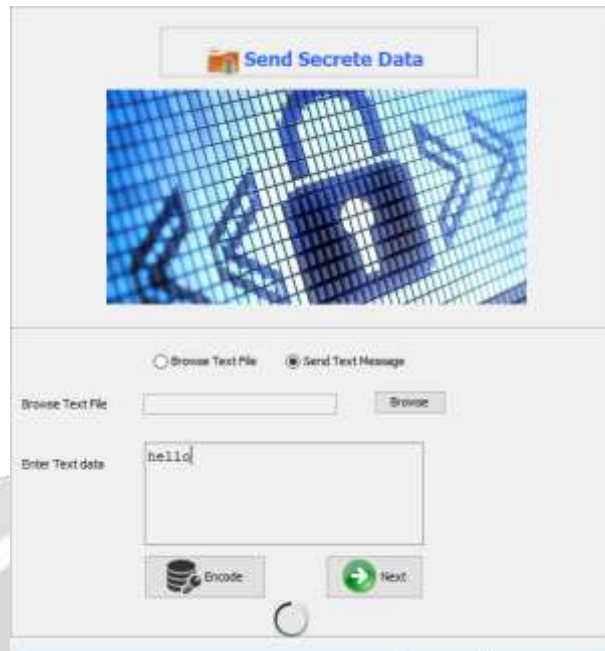 Send Secrete Data
Browse Text File Send Text Message
Browse Text File Browse
Enter Text data hello
Encode Next